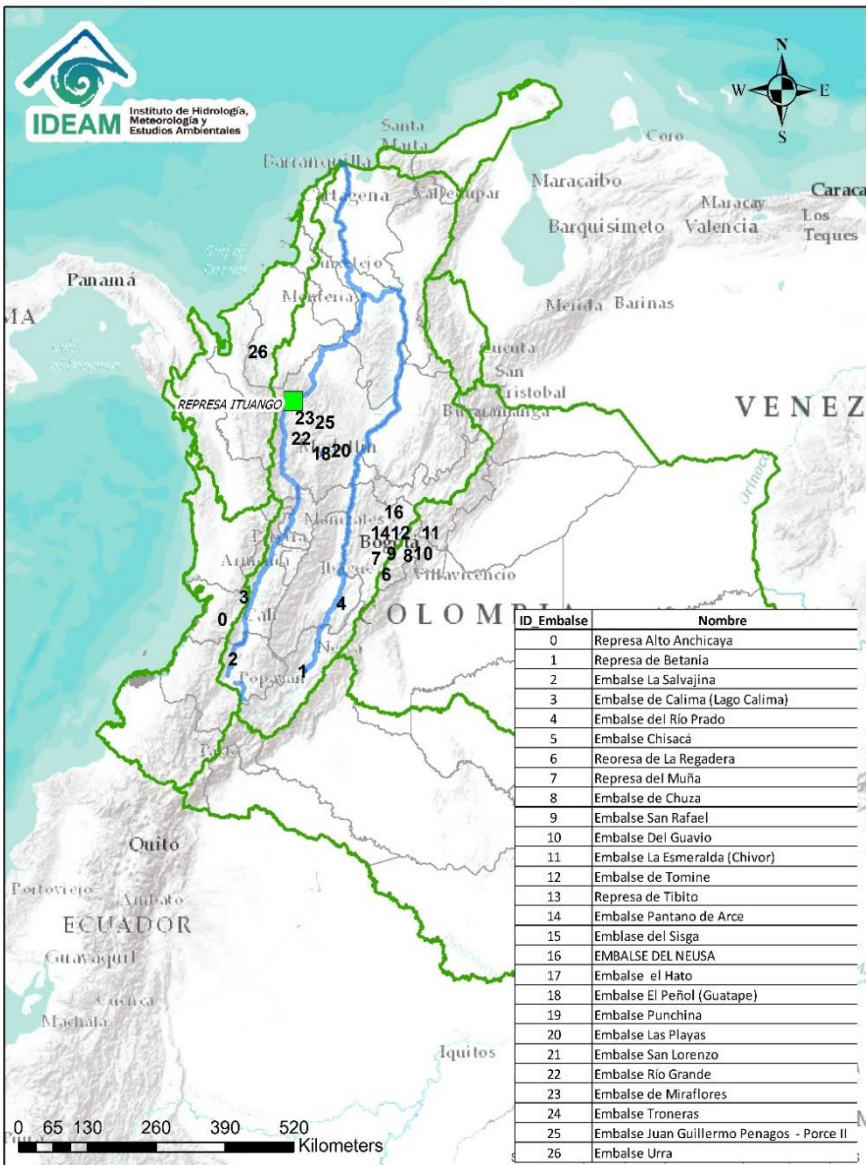 IDEAM
Instituto de Hidrología,
Meteorología y
Estudios Ambientales
N
W E
S
Santa
Marta
Coro
Barranquilla
Valledupar
Maracaibo
Maracay
Caraca
Barquisimeto
Valencia
Los
Teques
Panamá
Sincelejo
Montería
Merida
Barinas
MA
26
Cucuta
San
Cristobal
REPRESA ITUANGO
Bucaramanga
VENEZ
23 25
22
Medellín
18 20
Orinoco
16
Manizales
14 12 11
Bogota
9 8 10
7
6
Pereira
Armenia
Ibague
Villavicencio
3
0
Cali
4
COLOMBIA
Neiva
2
1
Popayan
Pasto
Quito
Portoviejo
Ambato
ECUADOR
Guayaquil
Cuenca
Machala
Iquitos
Piura
ID_Embalse Nombre
0 Represa Alto Anchicaya
1 Represa de Betania
2 Embalse La Salvajina
3 Embalse de Calima (Lago Calima)
4 Embalse del Río Prado
5 Embalse Chisacá
6 Reoresa de La Regadera
7 Represa del Muña
8 Embalse de Chuza
9 Embalse San Rafael
10 Embalse Del Guavio
11 Embalse La Esmeralda (Chivor)
12 Embalse de Tomine
13 Represa de Tibito
14 Embalse Pantano de Arce
15 Emblase del Sisga
16 EMBALSE DEL NEUSA
17 Embalse el Hato
18 Embalse El Peñol (Guatape)
19 Embalse Punchina
20 Embalse Las Playas
21 Embalse San Lorenzo
22 Embalse Río Grande
23 Embalse de Miraflores
24 Embalse Troneras
25 Embalse Juan Guillermo Penagos - Porce II
26 Embalse Urra
0 65 130 260 390 520
Kilometers